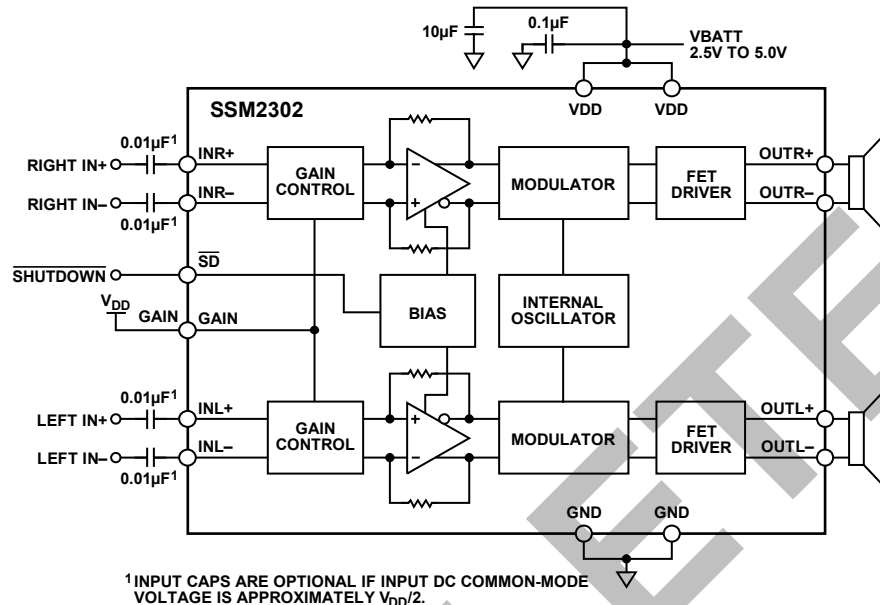 10µF
0.1µF
VBATT
2.5V TO 5.0V
SSM2302
VDD
VDD
0.01µF¹
RIGHT IN+
INR+
GAIN
CONTROL
MODULATOR
FET
DRIVER
OUTR+
RIGHT IN–
INR–
OUTR–
0.01µF¹
SHUTDOWN
SD
BIAS
INTERNAL
OSCILLATOR
VDD
GAIN
GAIN
0.01µF¹
LEFT IN+
INL+
GAIN
CONTROL
MODULATOR
FET
DRIVER
OUTL+
LEFT IN–
INL–
OUTL–
0.01µF¹
GND
GND
¹ INPUT CAPS ARE OPTIONAL IF INPUT DC COMMON-MODE
VOLTAGE IS APPROXIMATELY VDD/2.
ETE